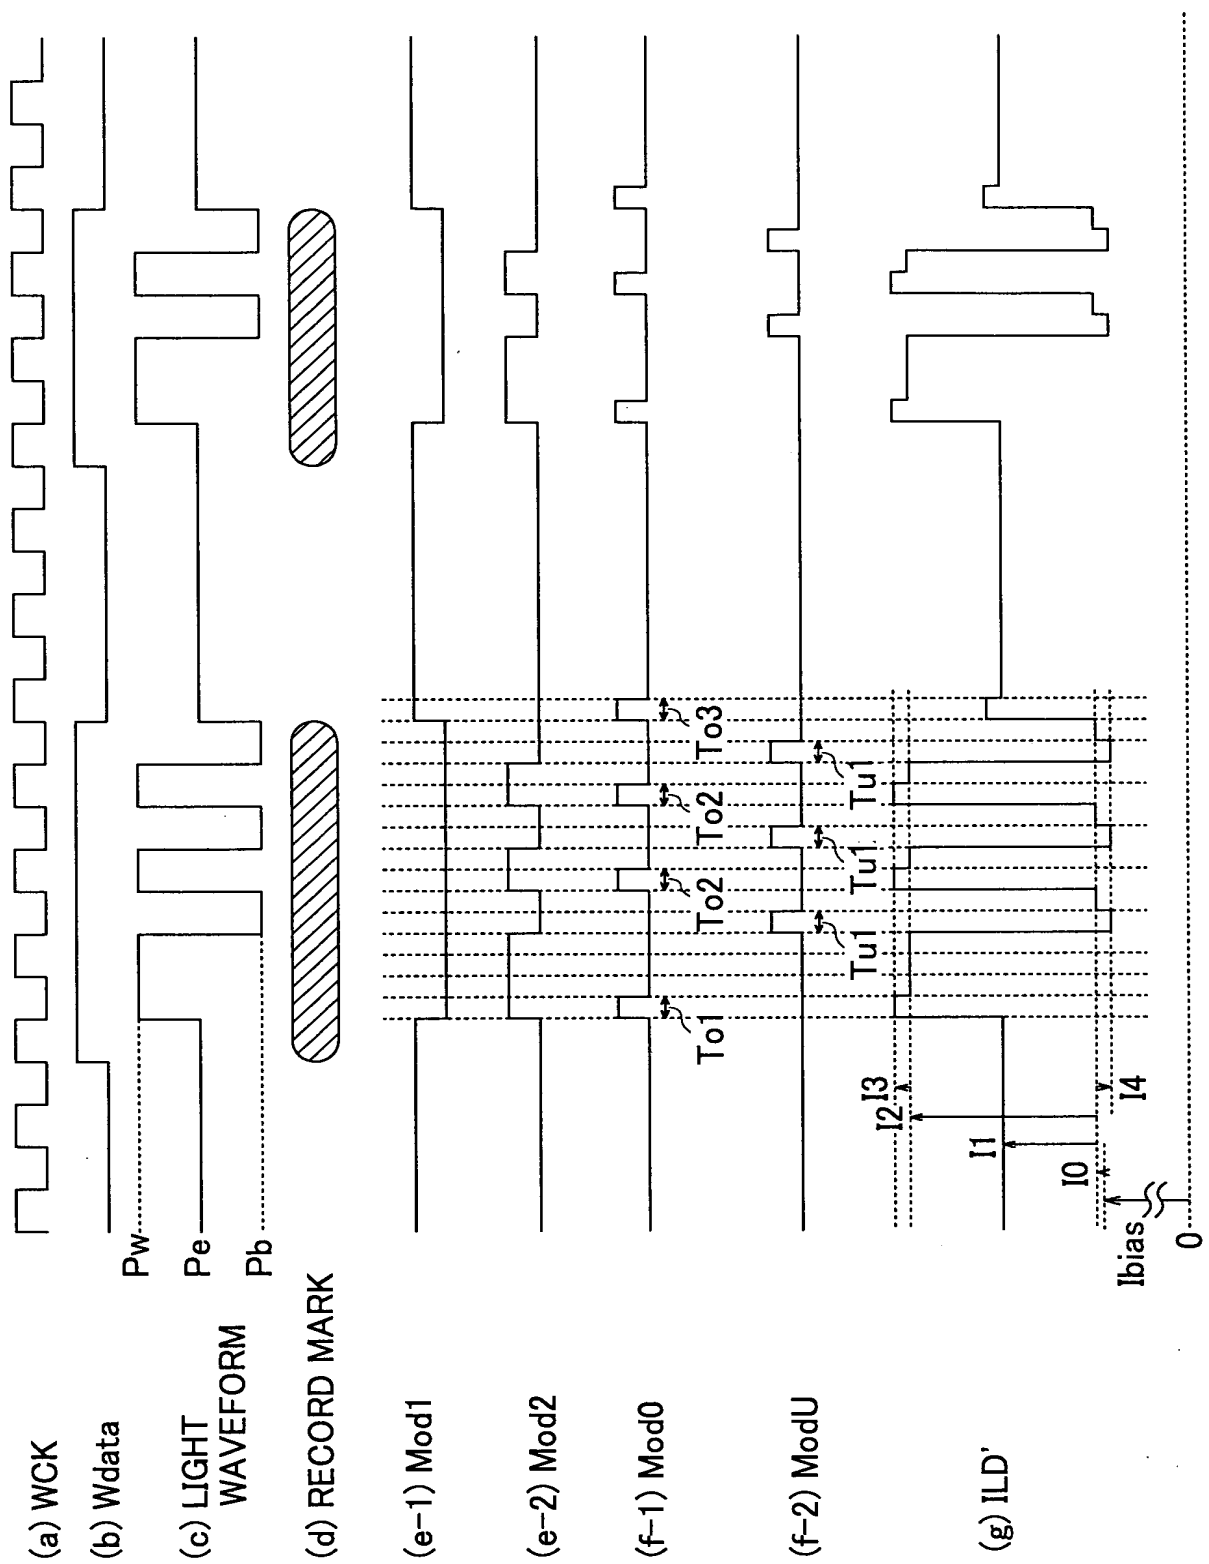 (a) WCK
(b) Wdata
(c) LIGHT
WAVEFORM
Pw
Pe
Pb
(d) RECORD MARK
(e-1) Mod1
(e-2) Mod2
(f-1) Mod0
To1
To2
To2
To3
(f-2) ModU
Tu1
Tu1
Tu1
(g) ILD'
I3
I2
I1
I0
I4
Ibias
0